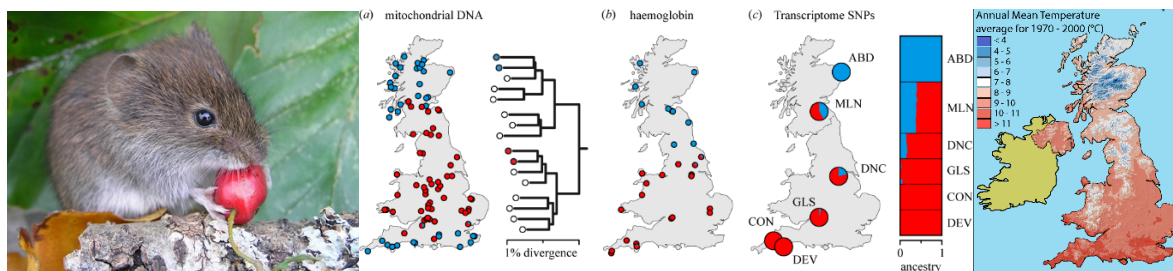 (a) mitochondrial DNA
1% divergence
(b) haemoglobin
(c) Transcriptome SNPs
ABD
MLN
DNC
GLS
CON
DEV
ABD
MLN
DNC
GLS
CON
DEV
0 1
ancestry
Annual Mean Temperature
average for 1970 - 2000 (°C)
< 4
4 - 5
5 - 6
6 - 7
7 - 8
8 - 9
9 - 10
10 - 11
> 11